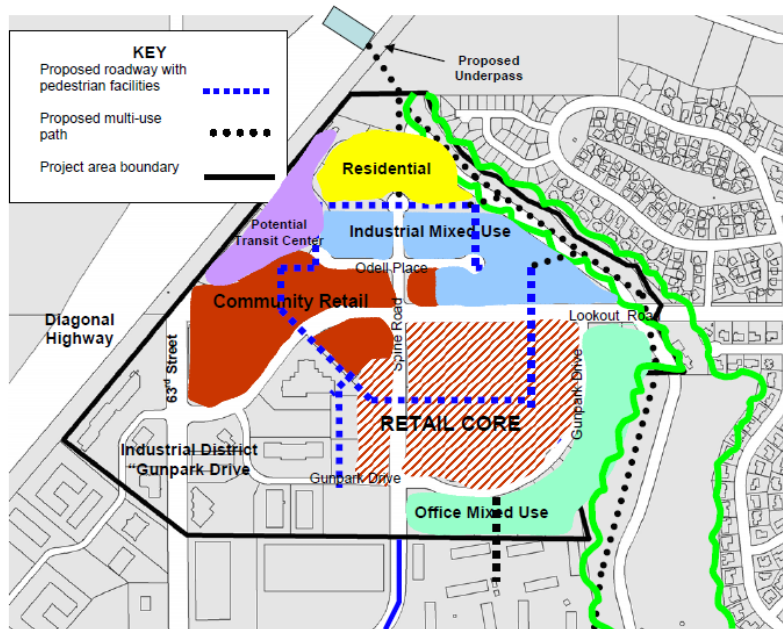 KEY
Proposed roadway with
pedestrian facilities
Proposed multi-use
path
Project area boundary
Proposed
Underpass
Residential
Potential
Transit Center
Industrial Mixed Use
Odell Place
Community Retail
Lookout Road
Diagonal
Highway
63rd Street
Spine Road
Gunpark Drive
RETAIL CORE
Industrial District
“Gunpark Drive
Gunpark Drive
Office Mixed Use